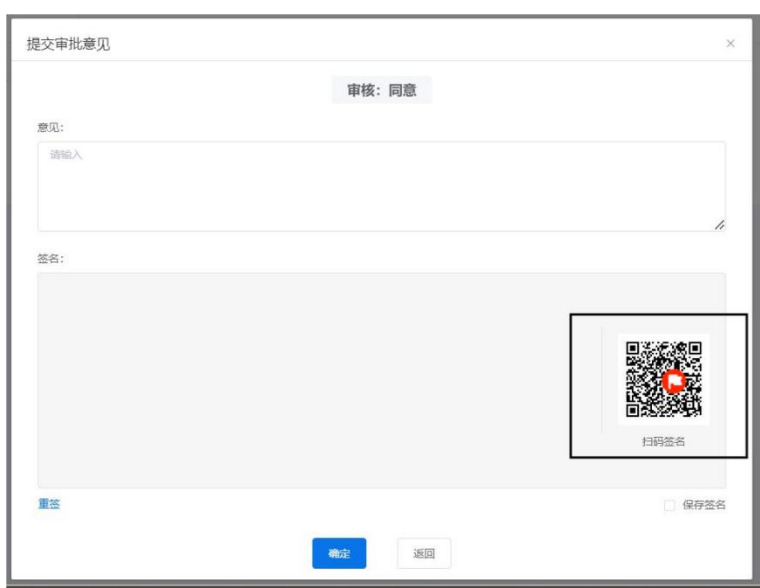 提交审批意见
审核：同意
意见：
请输入
签名：
扫码签名
重签
保存签名
确定
返回